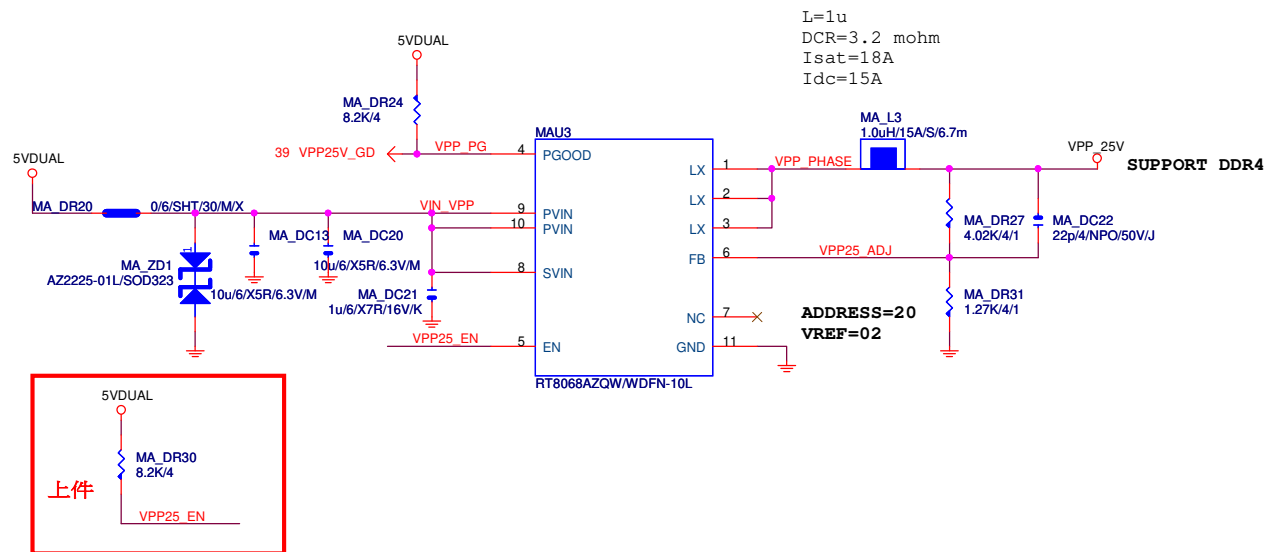 L=1u
DCR=3.2 mohm
Isat=18A
Idc=15A
5VDUAL
MA_DR24
8.2K/4
39 VPP25V_GD
VPP_PG
4
PGOOD
MAU3
5VDUAL
MA_DR20
0/6/SHT/30/M/X
VIN_VPP
9
PVIN
10
PVIN
8
SVIN
1
MA_ZD1
AZ2225-01L/SOD323
MA_DC13
10u/6/X5R/6.3V/M
MA_DC20
10u/6/X5R/6.3V/M
MA_DC21
1u/6/X7R/16V/K
VPP25_EN
5
EN
LX
1
LX
2
LX
3
FB
6
NC
7
GND
11
RT8068AZQW/WDFN-10L
VPP_PHASE
MA_L3
1.0uH/15A/S/6.7m
VPP_25V
SUPPORT DDR4
MA_DR27
4.02K/4/1
MA_DC22
22p/4/NPO/50V/J
VPP25_ADJ
MA_DR31
1.27K/4/1
ADDRESS=20
VREF=02
5VDUAL
MA_DR30
8.2K/4
上件
VPP25_EN